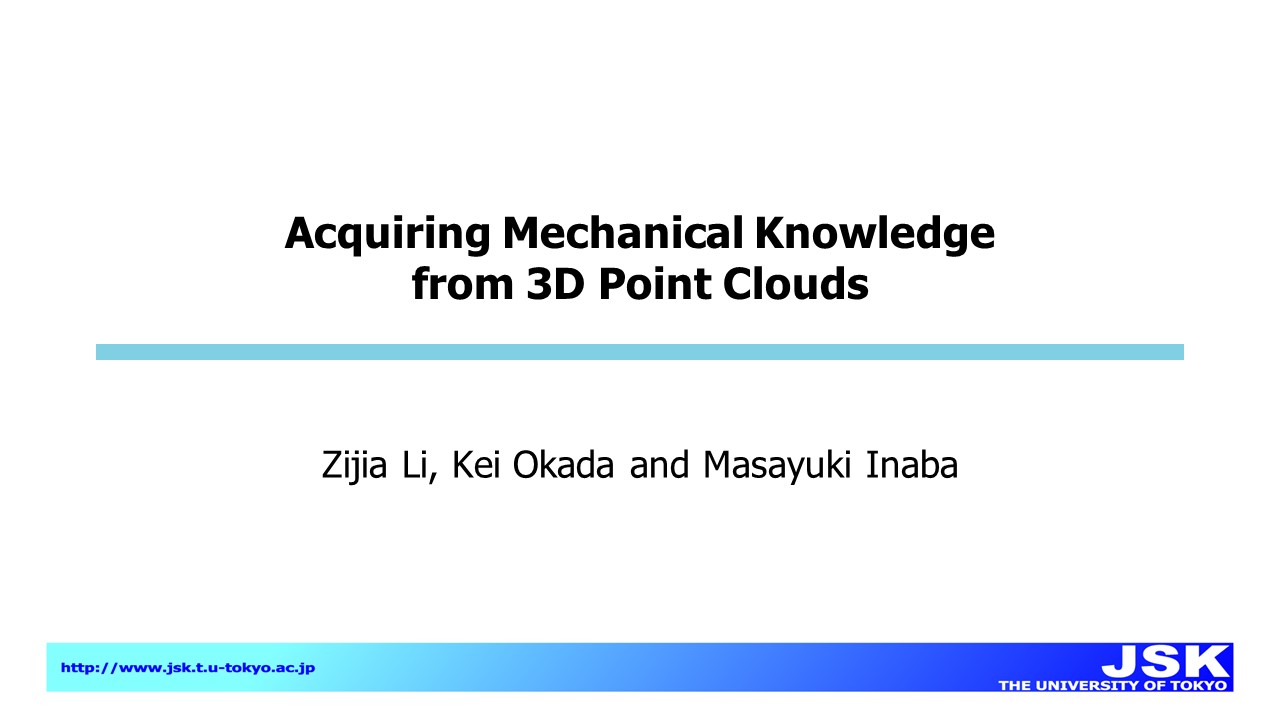 Acquiring Mechanical Knowledge
from 3D Point Clouds
Zijia Li, Kei Okada and Masayuki Inaba
http://www.jsk.t.u-tokyo.ac.jp
JSK
THE UNIVERSITY OF TOKYO